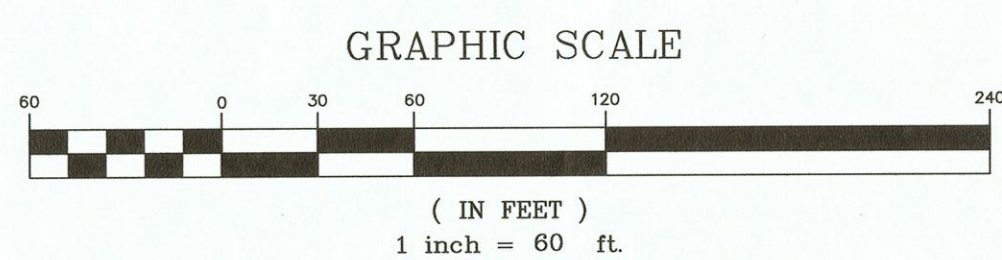 GRAPHIC SCALE
60 0 30 60 120 240
( IN FEET )
1 inch = 60 ft.